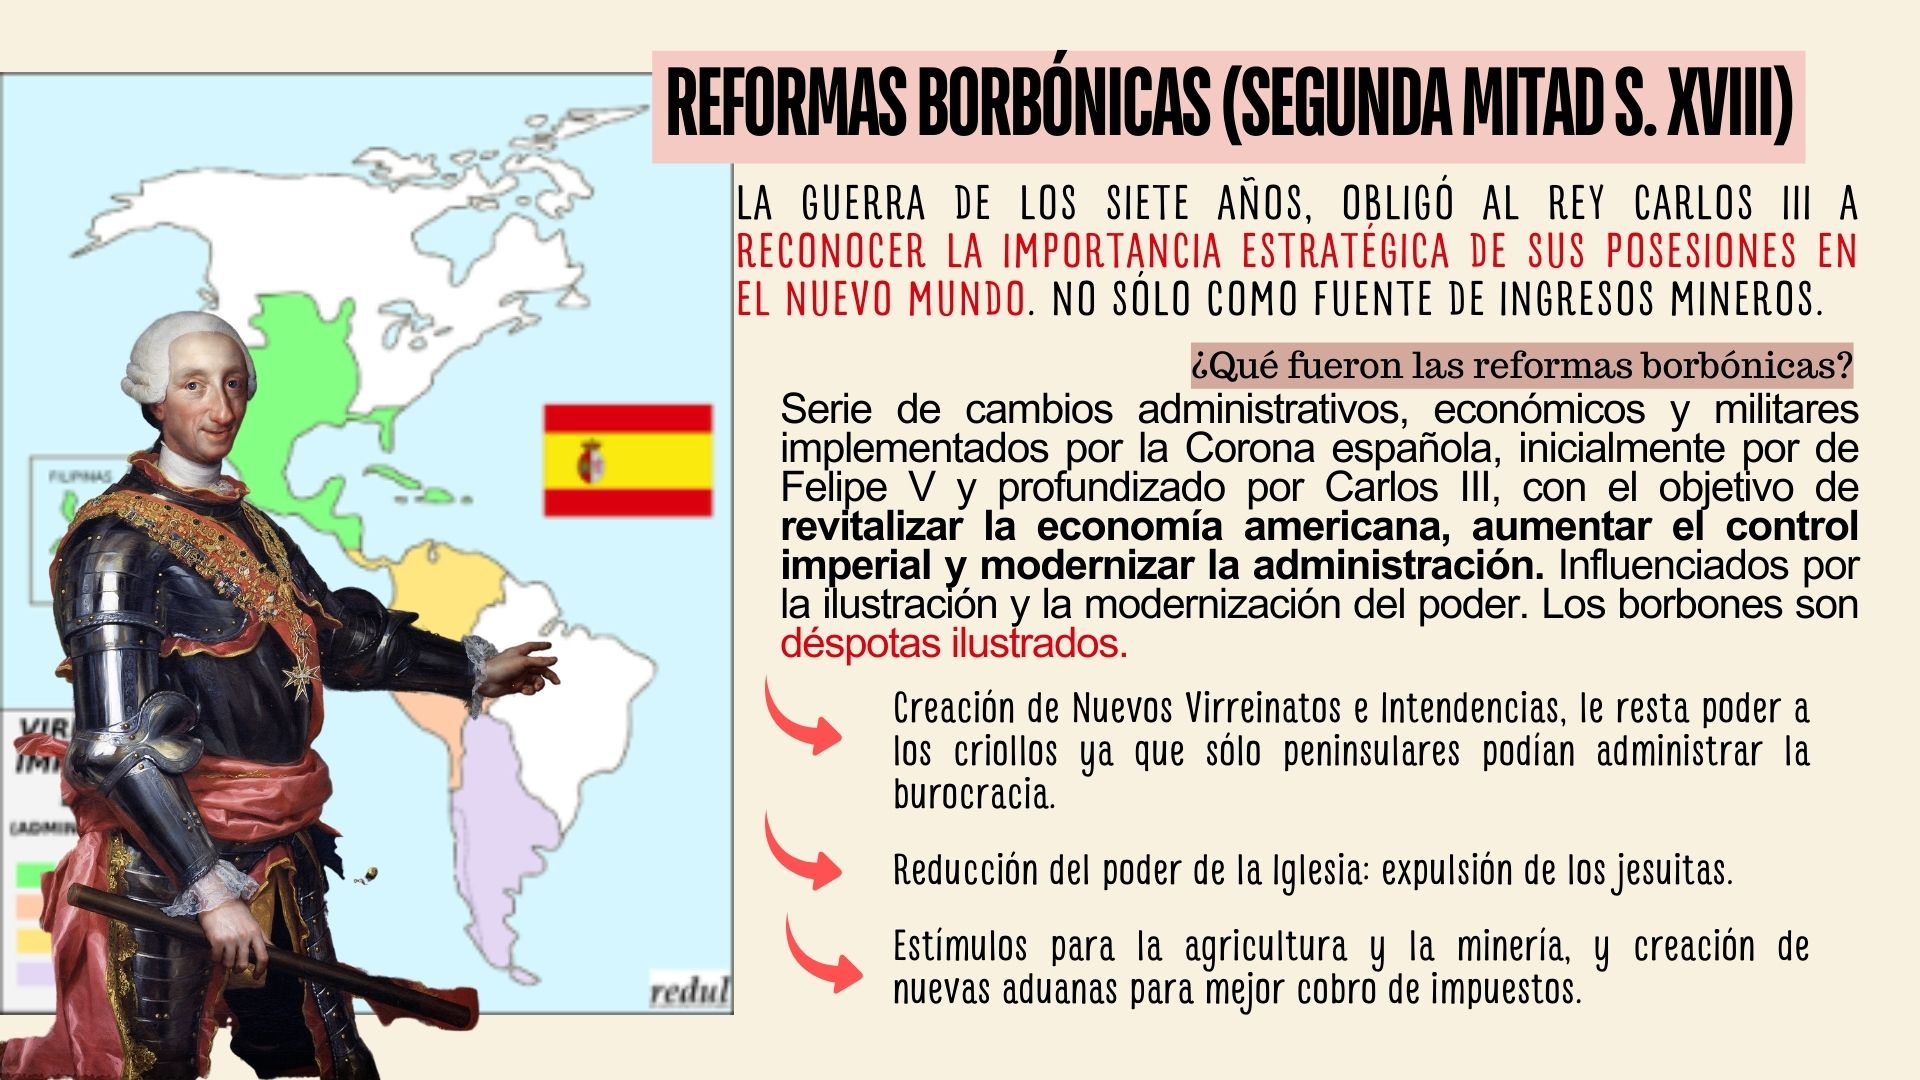 REFORMAS BORBÓNICAS (SEGUNDA MITAD S. XVIII)
LA GUERRA DE LOS SIETE AÑOS, OBLIGÓ AL REY CARLOS III A
RECONOCER LA IMPORTANCIA ESTRATÉGICA DE SUS POSESIONES EN
EL NUEVO MUNDO. NO SÓLO COMO FUENTE DE INGRESOS MINEROS.
¿Qué fueron las reformas borbónicas?
Serie de cambios administrativos, económicos y militares
implementados por la Corona española, inicialmente por de
Felipe V y profundizado por Carlos III, con el objetivo de
revitalizar la economía americana, aumentar el control
imperial y modernizar la administración. Influenciados por
la ilustración y la modernización del poder. Los borbones son
déspotas ilustrados.
Creación de Nuevos Virreinatos e Intendencias, le resta poder a
los criollos ya que sólo peninsulares podían administrar la
burocracia.
Reducción del poder de la Iglesia: expulsión de los jesuitas.
Estímulos para la agricultura y la minería, y creación de
nuevas aduanas para mejor cobro de impuestos.
FILIPINAS
VIR
IM
(ADMIN
redul